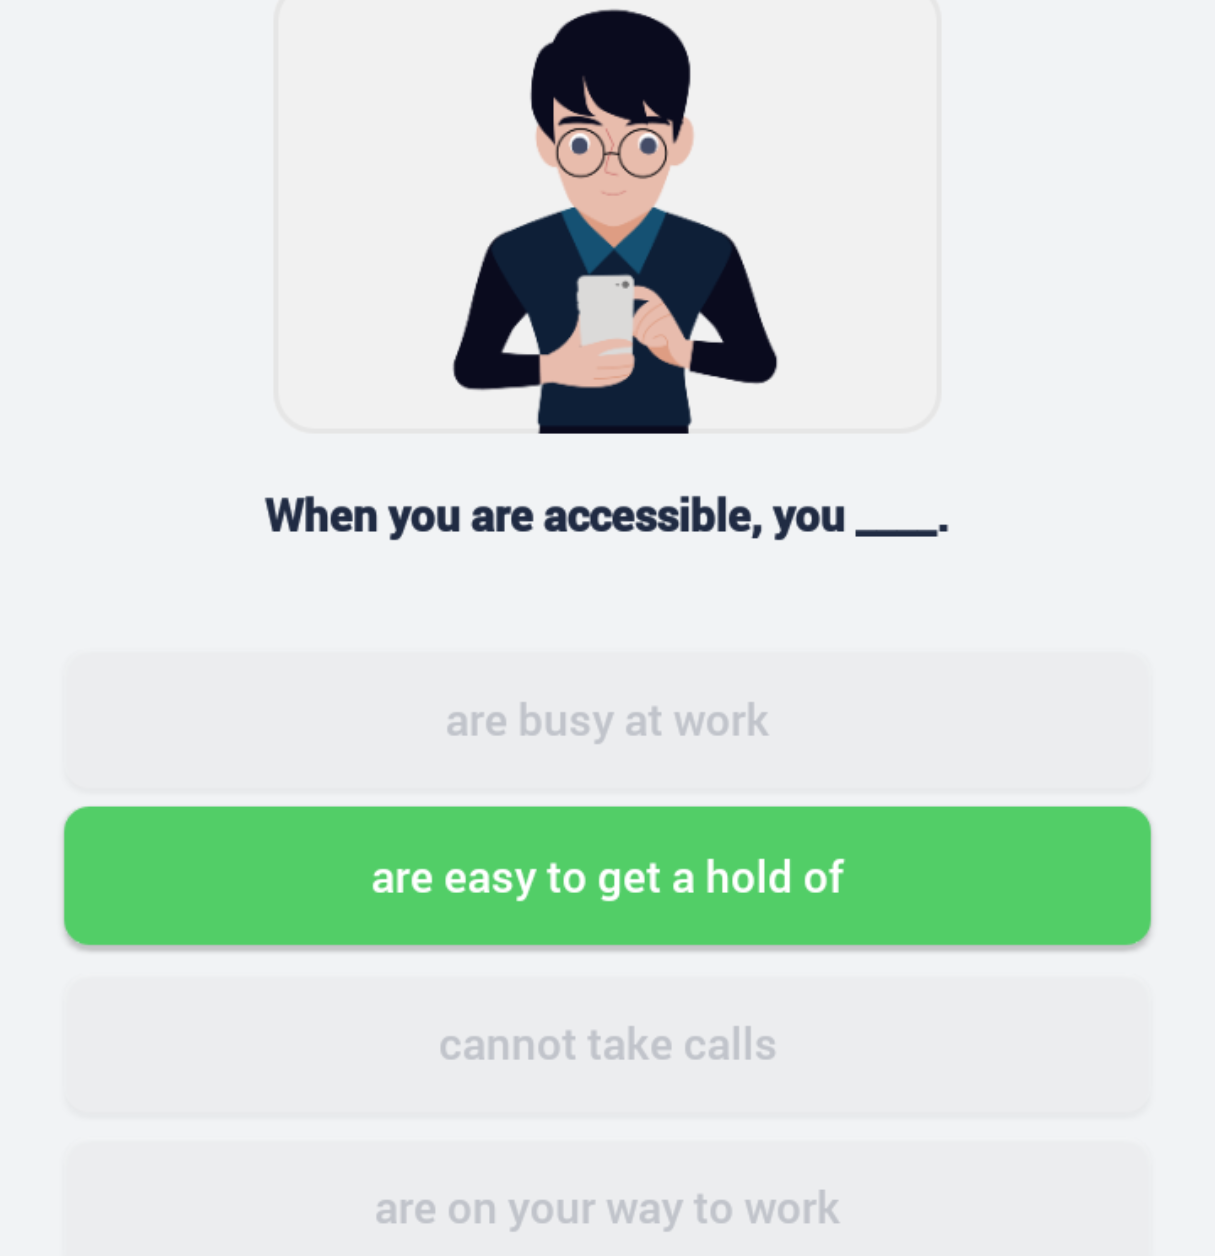 When you are accessible, you ____.
are busy at work
are easy to get a hold of
cannot take calls
are on your way to work